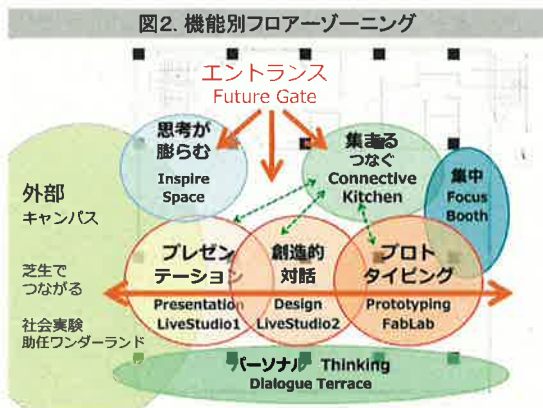 図2. 機能別フロアーゾーニング
エントランス
Future Gate
思考が
膨らむ
Inspire
Space
集まる
つなぐ
Connective
Kitchen
集中
Focus
Booth
外部
キャンパス
芝生で
つながる
社会実験
助任ワンダーランド
プレゼン
テーション
Presentation
LiveStudio1
創造的
対話
Design
LiveStudio2
プロト
タイピング
Prototyping
FabLab
パーソナル Thinking
Dialogue Terrace